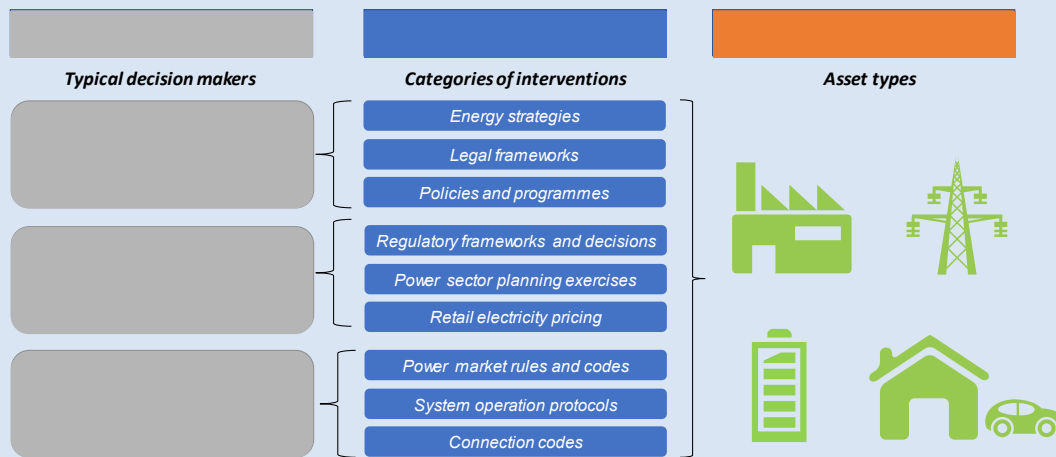 Typical decision makers
Categories of interventions
Asset types
Energy strategies
Legal frameworks
Policies and programmes
Regulatory frameworks and decisions
Power sector planning exercises
Retail electricity pricing
Power market rules and codes
System operation protocols
Connection codes